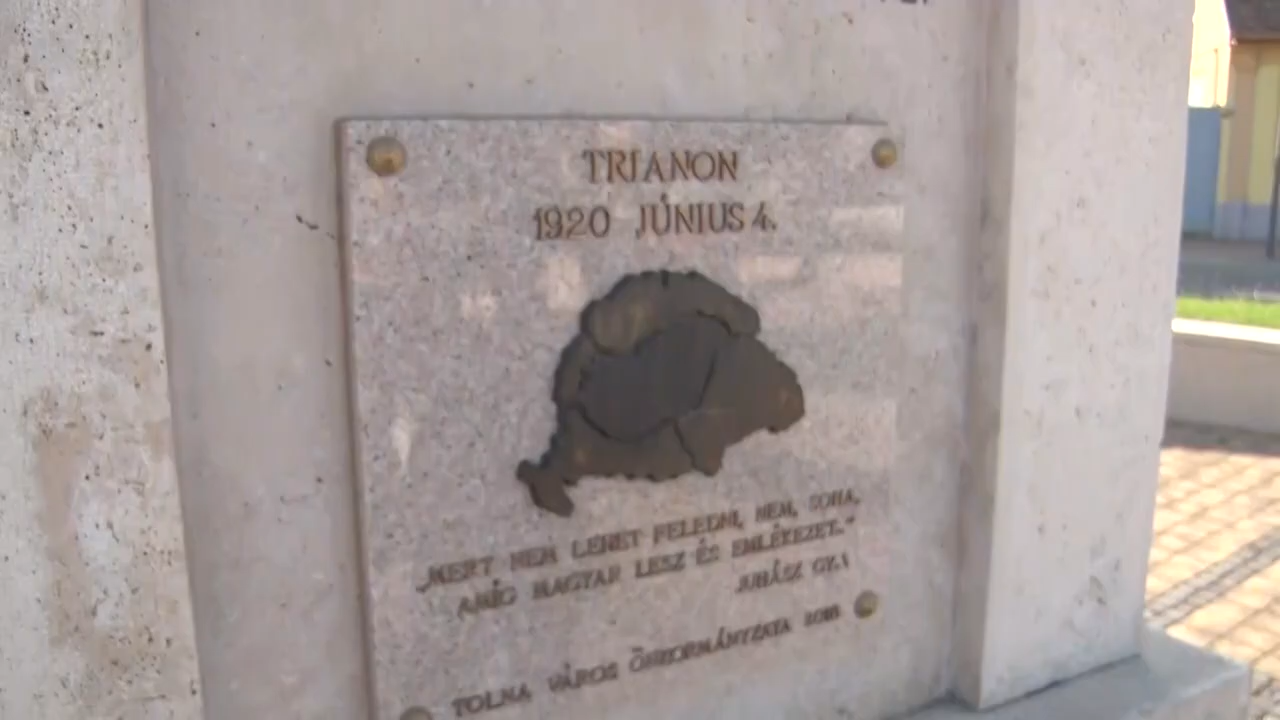 TRIANON
1920 JÚNIUS 4.
„MERT NEM LEHET FELEDNI, NEM, SOHA,
AMÍG MAGYAR LESZ ÉS EMLÉKEZET.”
JUHÁSZ GY.
TOLNA VÁROS ÖNKORMÁNYZATA